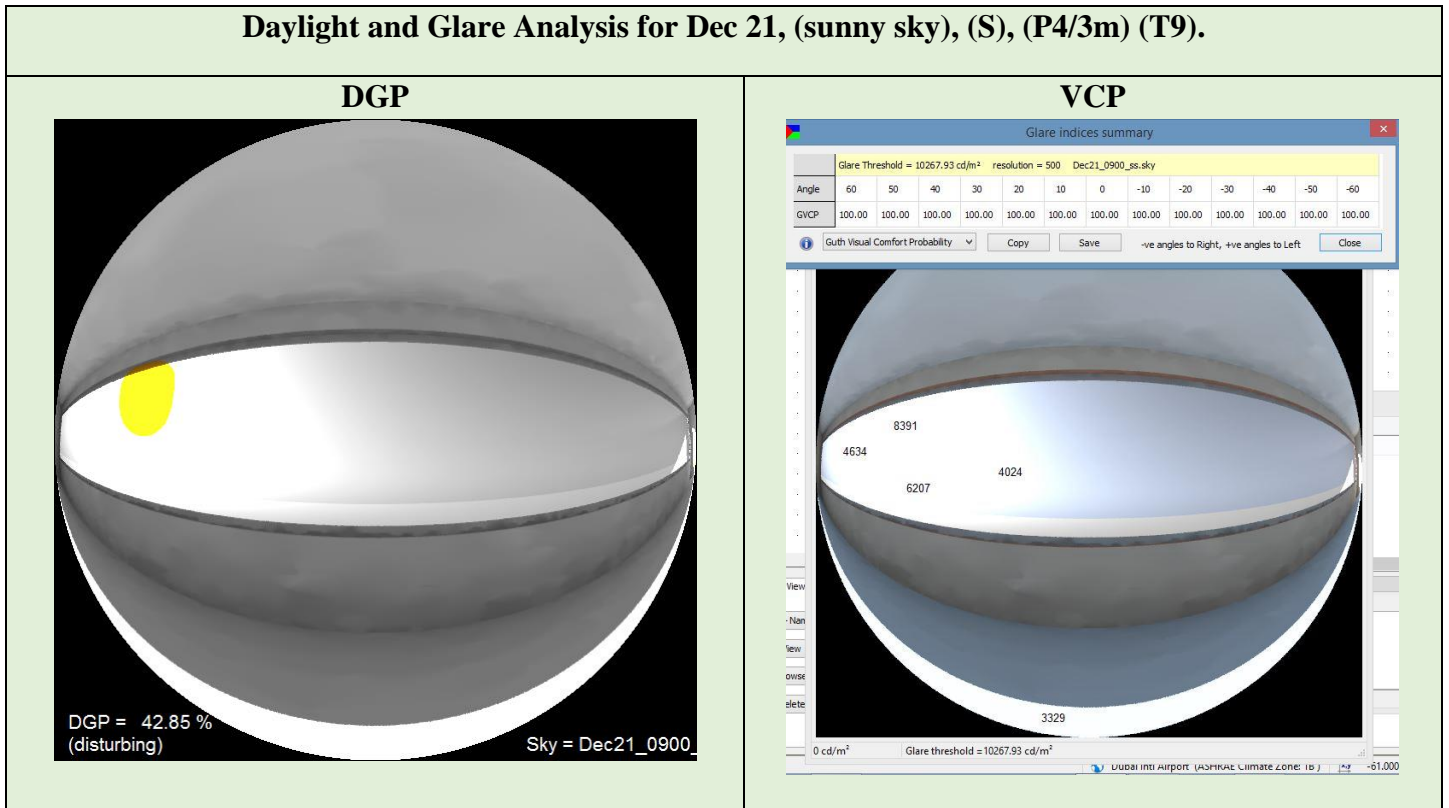 Daylight and Glare Analysis for Dec 21, (sunny sky), (S), (P4/3m) (T9).
DGP
DGP = 42.85 %
(disturbing)
Sky = Dec21_0900_
VCP
Glare indices summary
Glare Threshold = 10267.93 cd/m² resolution = 500 Dec21_0900_ss.sky
Angle 60 50 40 30 20 10 0 -10 -20 -30 -40 -50 -60
GVCP 100.00 100.00 100.00 100.00 100.00 100.00 100.00 100.00 100.00 100.00 100.00 100.00 100.00
Guth Visual Comfort Probability Copy Save -ve angles to Right, +ve angles to Left Close
8391
4634
4024
6207
View
Nan
iew
owse
elete
3329
0 cd/m² Glare threshold = 10267.93 cd/m²
Dubai Intl Airport (ASHRAE Climate Zone: 1B ) -61.000